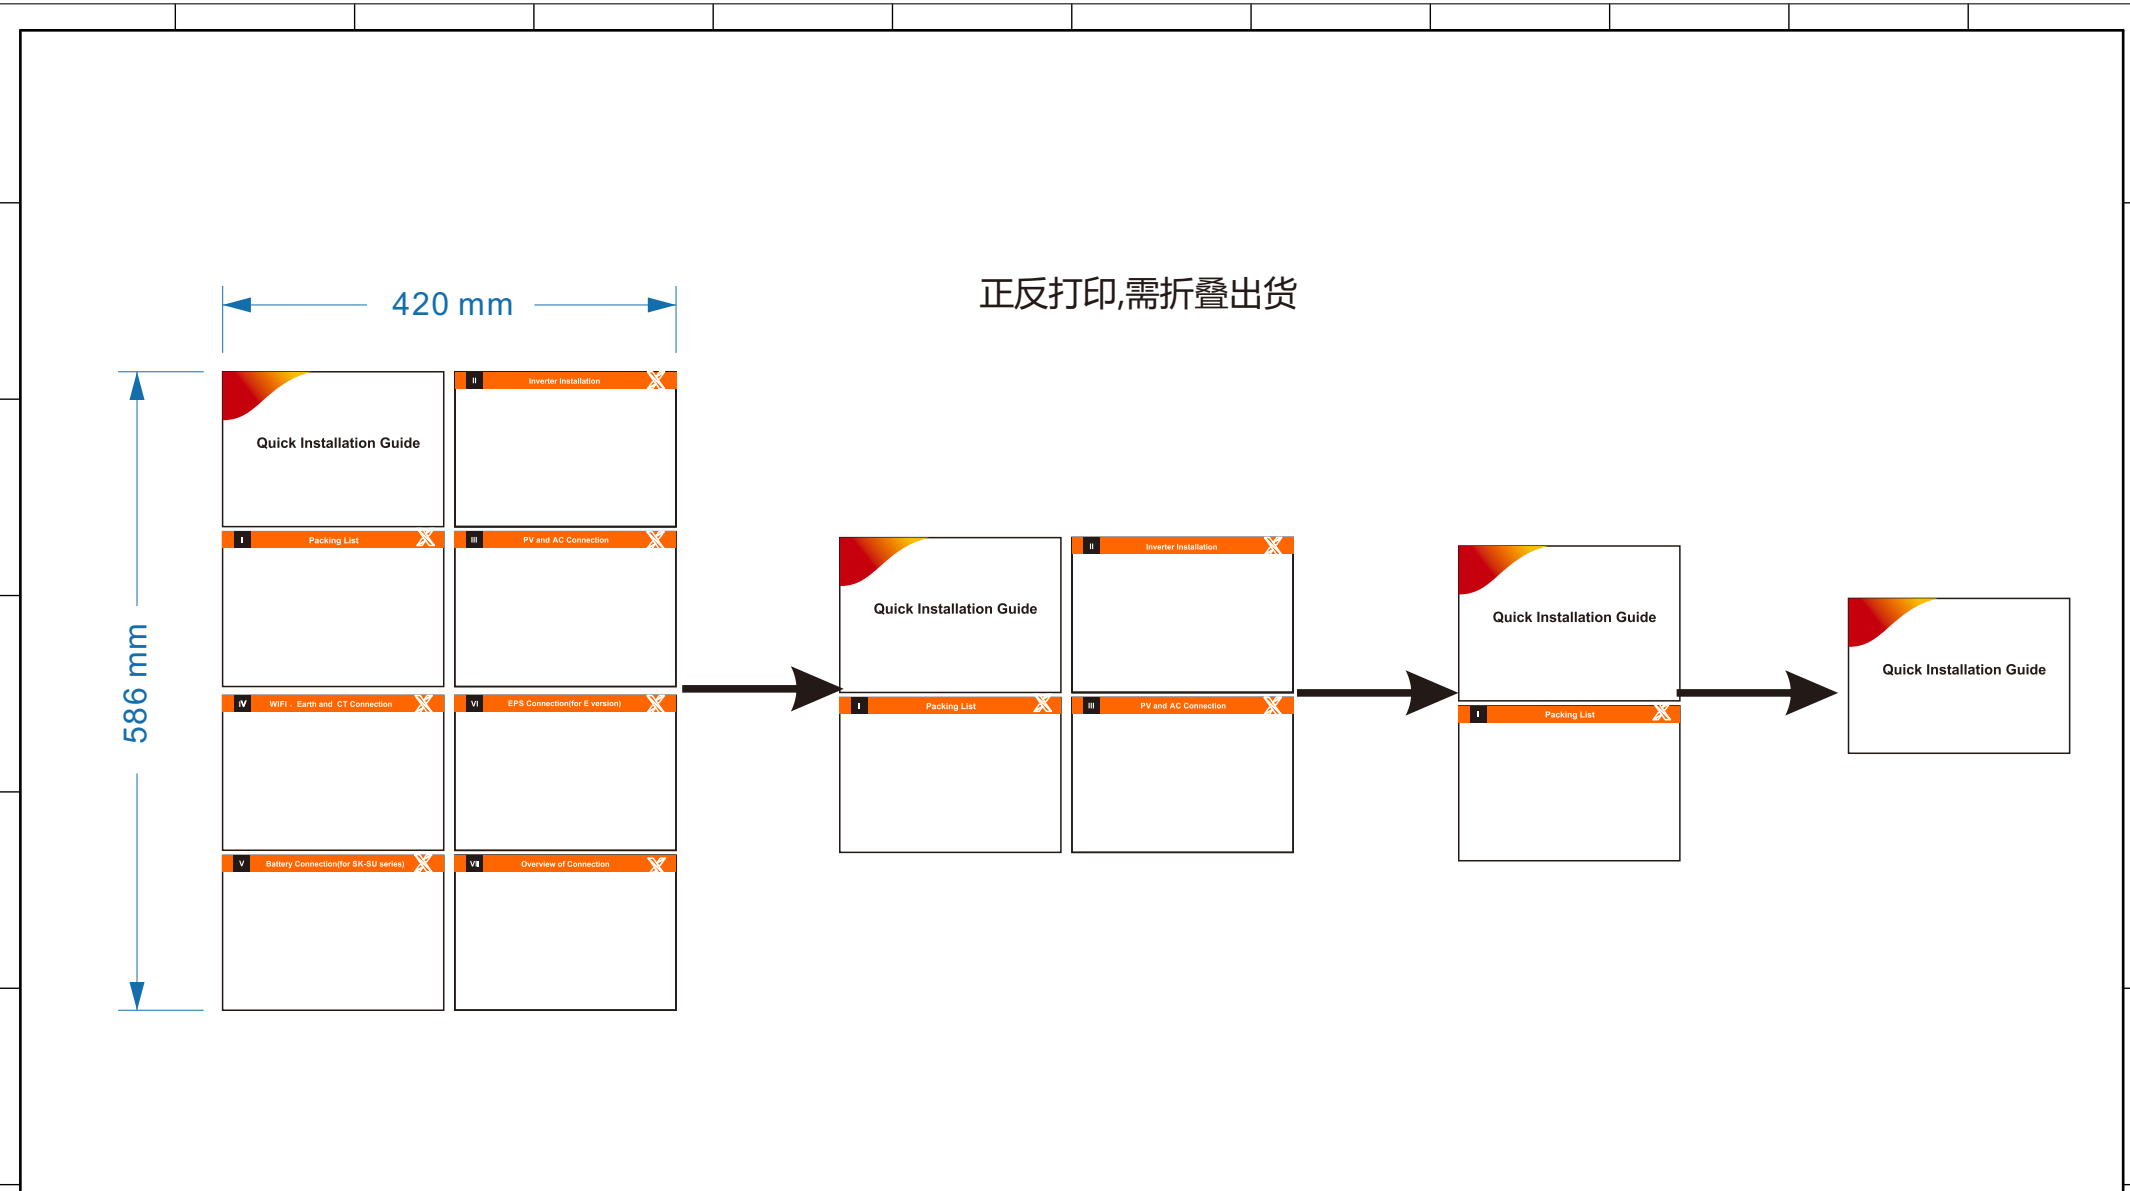 正反打印,需折叠出货
420 mm
586 mm
Quick Installation Guide
II Inverter Installation
I Packing List
III PV and AC Connection
IV WIFI 、Earth and CT Connection
VI EPS Connection(for E version)
V Battery Connection(for SK-SU series)
VII Overview of Connection
Quick Installation Guide
II Inverter Installation
I Packing List
III PV and AC Connection
Quick Installation Guide
I Packing List
Quick Installation Guide